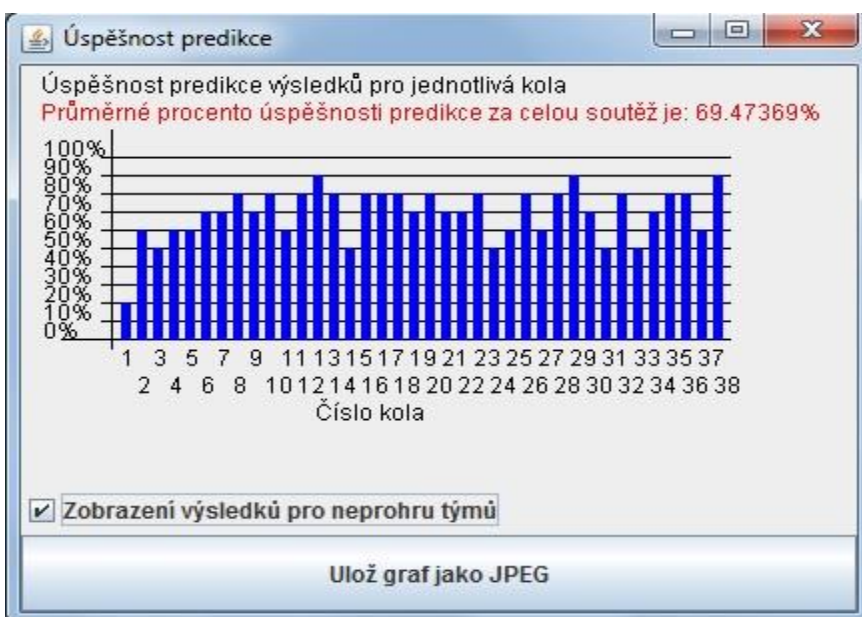 Úspěšnost predikce
Úspěšnost predikce výsledků pro jednotlivá kola
Průměrné procento úspěšnosti predikce za celou soutěž je: 69.47369%
100%
90%
80%
70%
60%
50%
40%
30%
20%
10%
0%
1 3 5 7 9 11 13 15 17 19 21 23 25 27 29 31 33 35 37
2 4 6 8 10 12 14 16 18 20 22 24 26 28 30 32 34 36 38
Číslo kola
Zobrazení výsledků pro neprohru týmů
Ulož graf jako JPEG